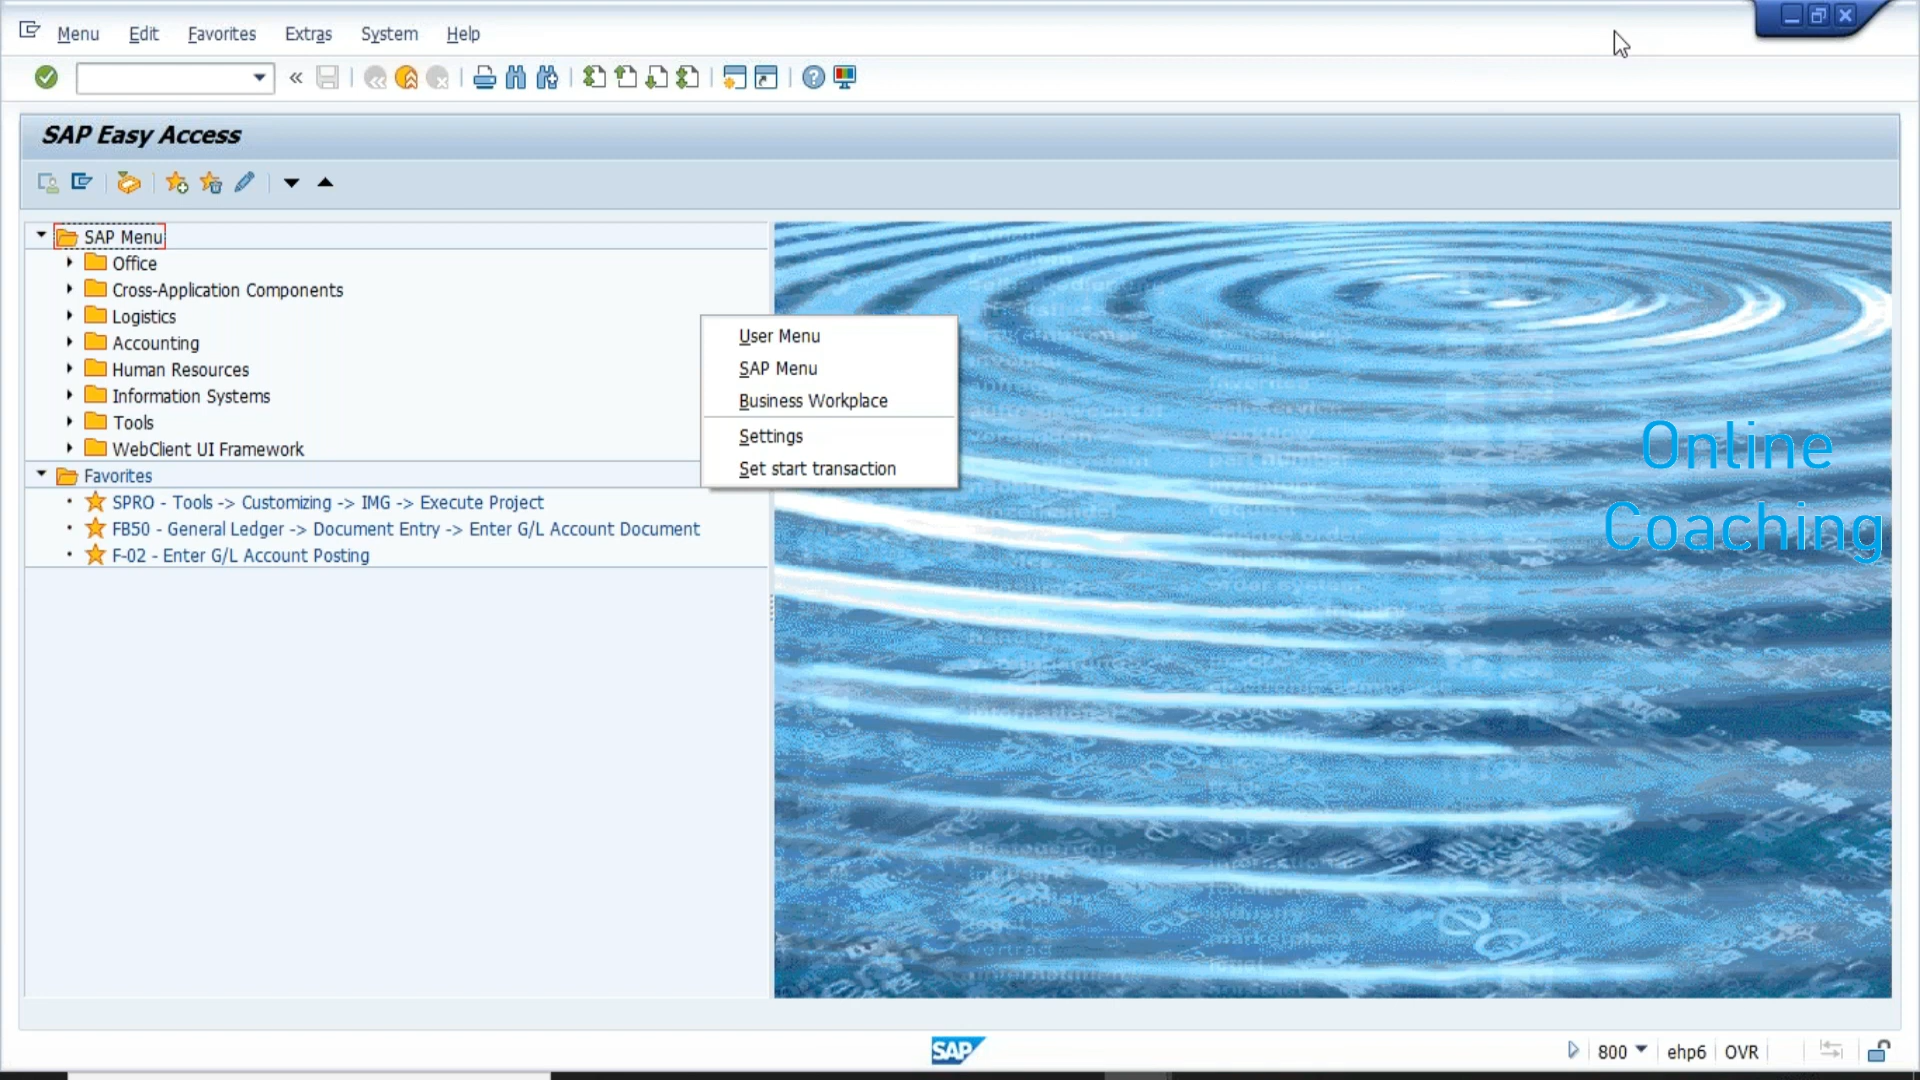 Menu Edit Favorites Extras System Help
SAP Easy Access
SAP Menu
Office
Cross-Application Components
Logistics
Accounting
Human Resources
Information Systems
Tools
WebClient UI Framework
Favorites
SPRO - Tools -> Customizing -> IMG -> Execute Project
FB50 - General Ledger -> Document Entry -> Enter G/L Account Document
F-02 - Enter G/L Account Posting
User Menu
SAP Menu
Business Workplace
Settings
Set start transaction
Online
Coaching
SAP
800 ehp6 OVR